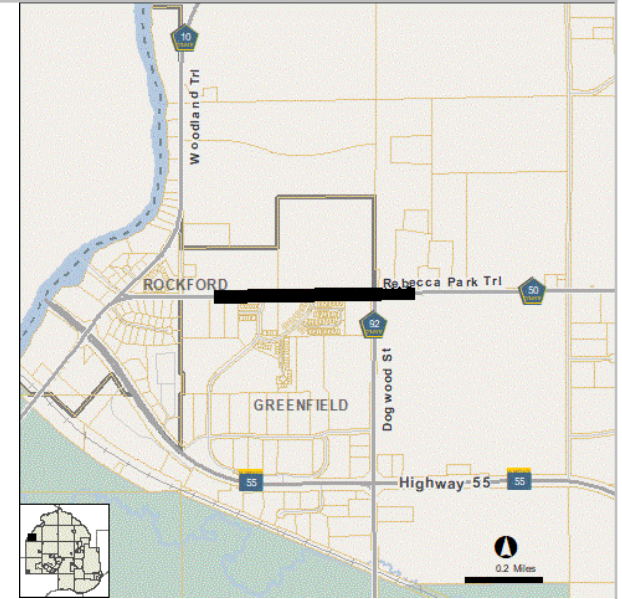 10
Woodland Trl
ROCKFORD
Rebecca Park Trl
50
92
Dogwood St
GREENFIELD
55
Highway 55
55
0.2 Miles